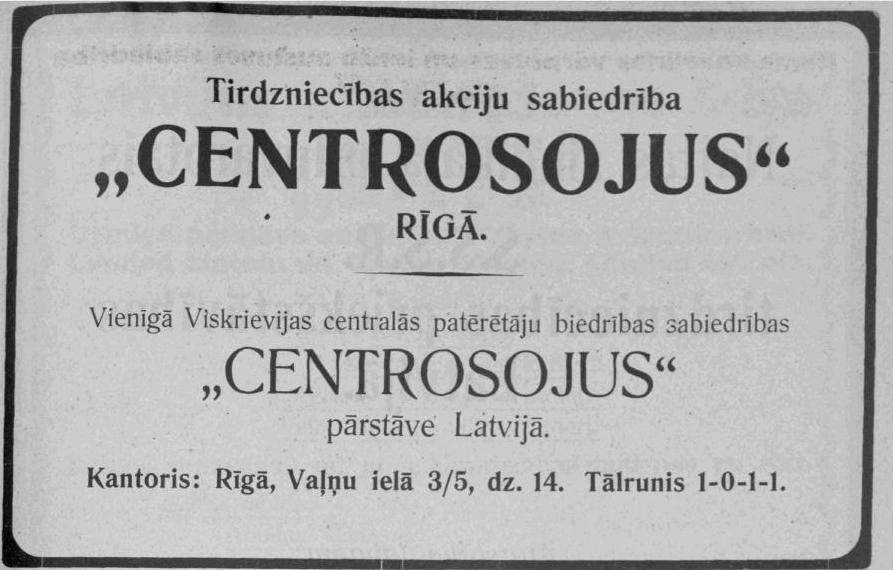 Tirdzniecības akciju sabiedrība
„CENTROSOJUS“
RĪGĀ.
Vienīgā Viskrievijas centralās patērētāju biedrības sabiedrības
„CENTROSOJUS“
pārstāve Latvijā.
Kantoris: Rīgā, Vaļņu ielā 3/5, dz. 14. Tālrunis 1-0-1-1.